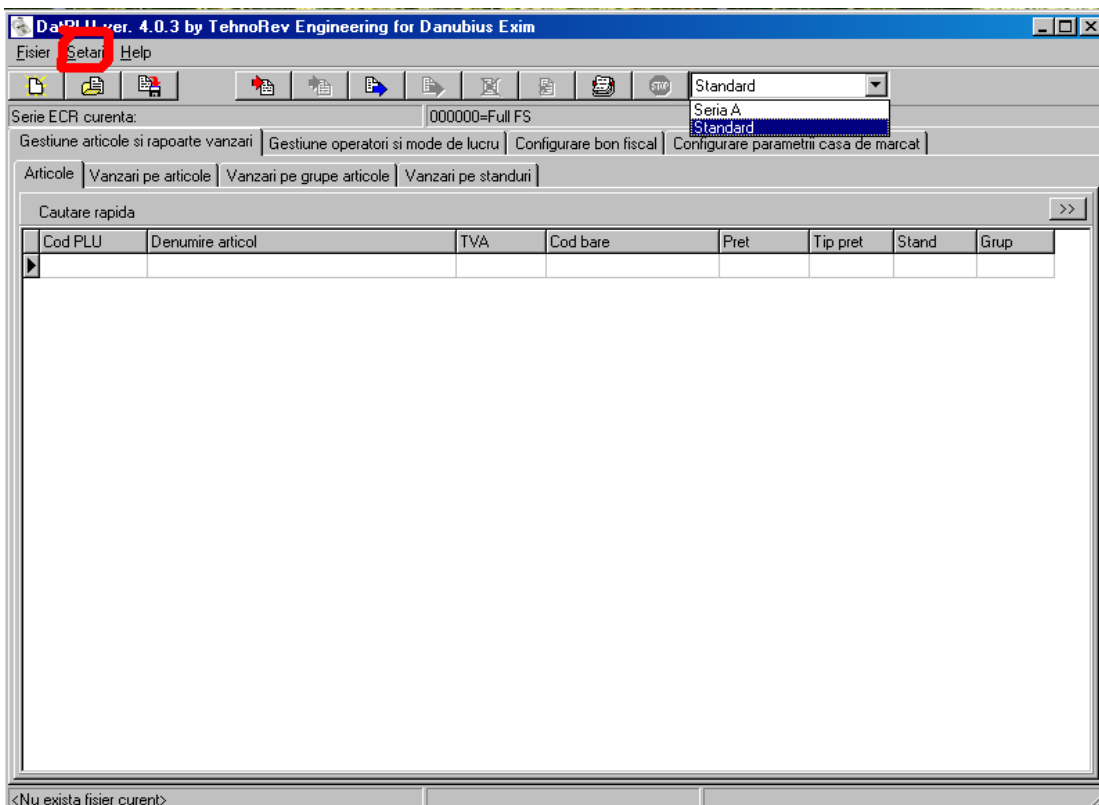 DatPLU ver. 4.0.3 by TehnoRev Engineering for Danubius Exim
Fisier Setari Help
Standard
Seria A
Standard
Serie ECR curenta: 000000=Full FS
Gestiune articole si rapoarte vanzari Gestiune operatori si mode de lucru Configurare bon fiscal Configurare parametrii casa de marcat
Articole Vanzari pe articole Vanzari pe grupe articole Vanzari pe standuri
Cautare rapida >>
Cod PLU Denumire articol TVA Cod bare Pret Tip pret Stand Grup
<Nu exista fisier curent>